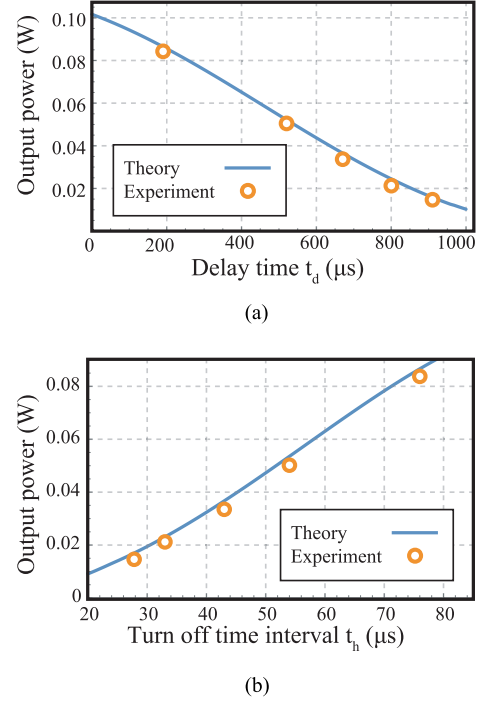 0.10
0.08
0.06
0.04
0.02
Output power (W)
Theory
Experiment
0 200 400 600 800 1000
Delay time t_d (μs)
(a)
0.08
0.06
0.04
0.02
0
Output power (W)
Theory
Experiment
20 30 40 50 60 70 80
Turn off time interval t_h (μs)
(b)